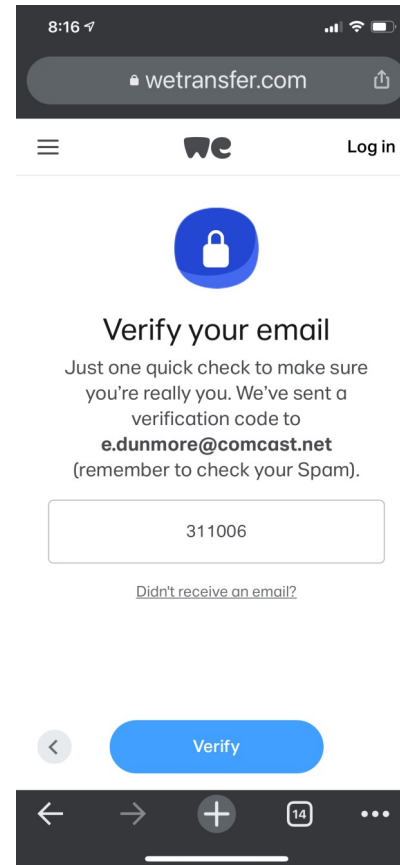 8:16
wetransfer.com
we
Log in
Verify your email
Just one quick check to make sure
you're really you. We've sent a
verification code to
e.dunmore@comcast.net
(remember to check your Spam).
311006
Didn't receive an email?
Verify
14